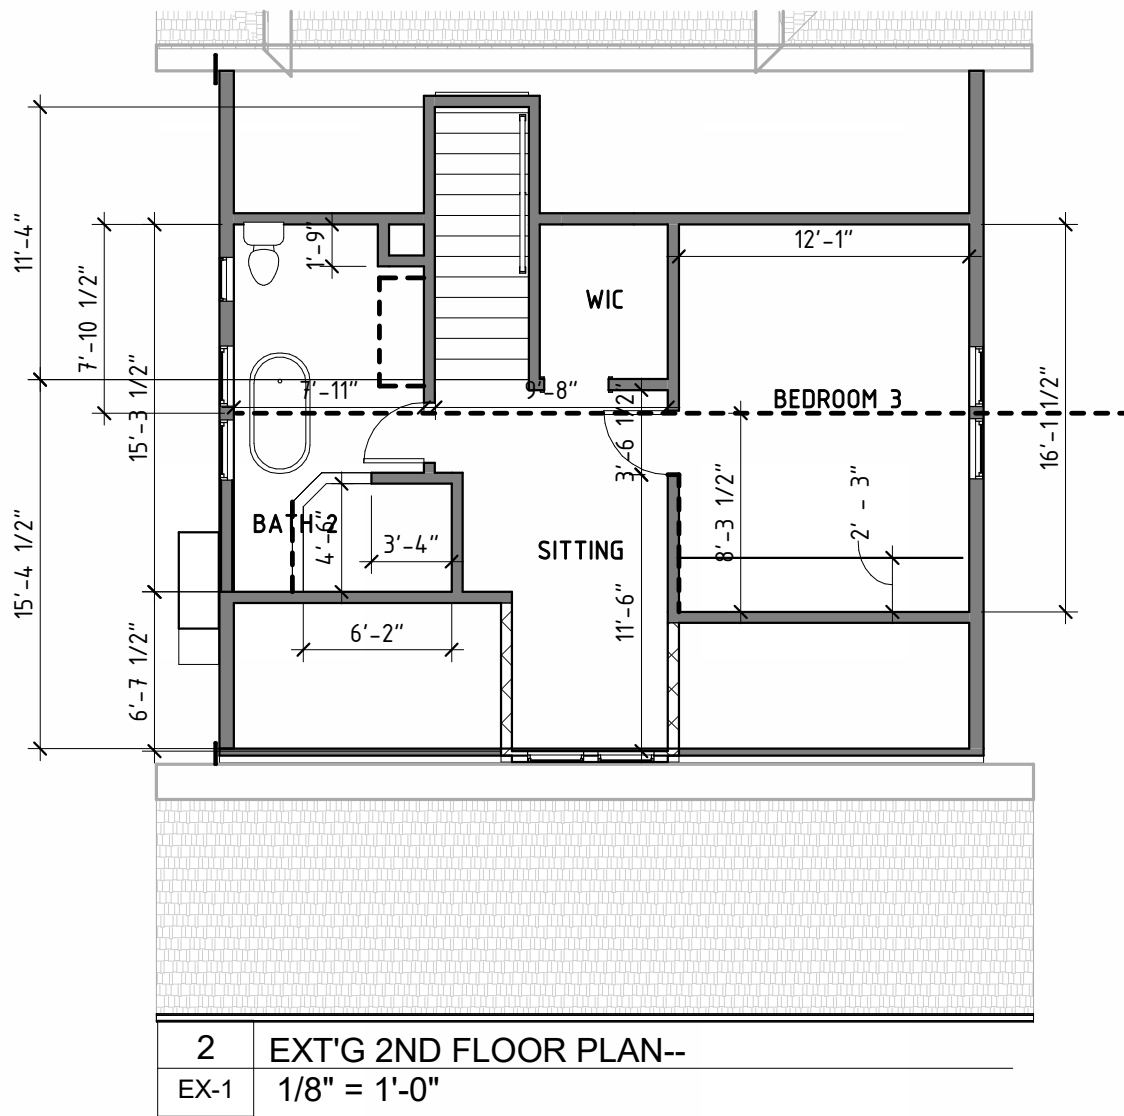 11'-4"
7'-10 1/2"
15'-3 1/2"
1'-9"
12'-1"
WIC
7'-11"
9'-8"
BEDROOM 3
3'-6 1/2"
16'-1 1/2"
8'-3 1/2"
2' - 3"
BATH 2
4'-6"
3'-4"
SITTING
15'-4 1/2"
11'-6"
6'-2"
6'-7 1/2"
2
EXT'G 2ND FLOOR PLAN--
EX-1
1/8" = 1'-0"